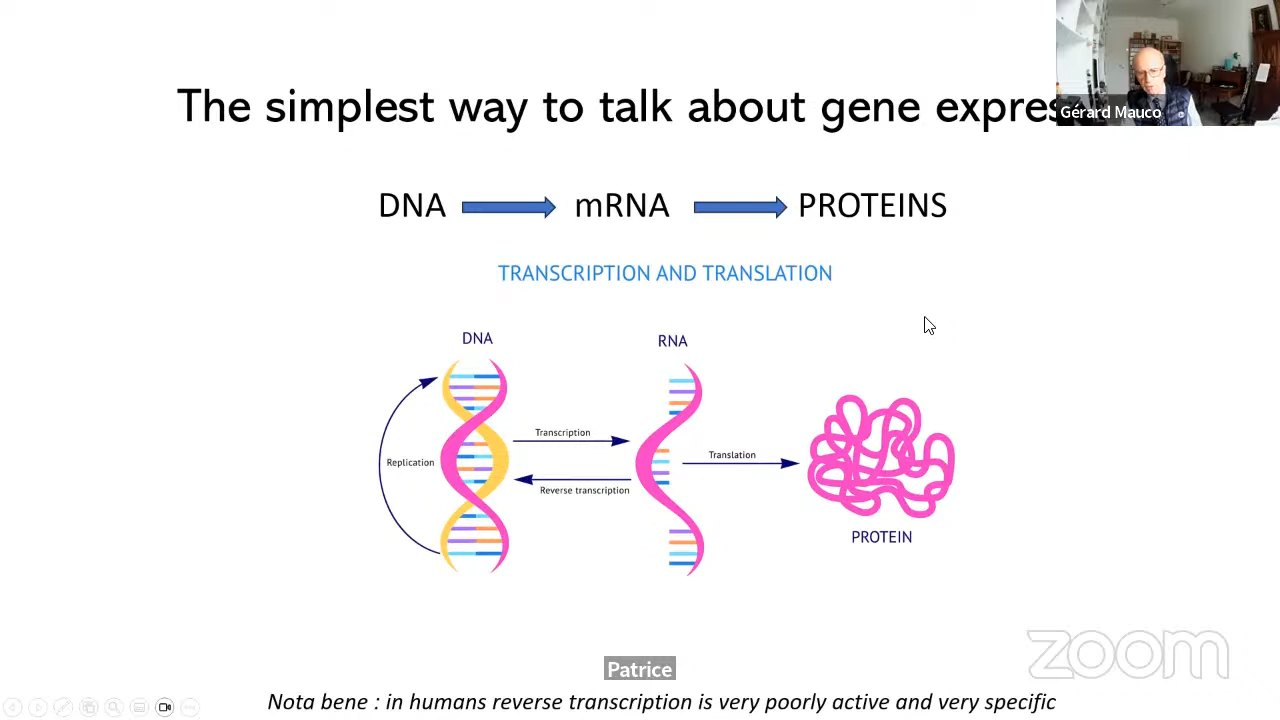 The simplest way to talk about gene expres
Gérard Mauco
DNA mRNA PROTEINS
TRANSCRIPTION AND TRANSLATION
DNA
RNA
Transcription
Translation
Replication
Reverse transcription
PROTEIN
zoom
Patrice
Nota bene : in humans reverse transcription is very poorly active and very specific